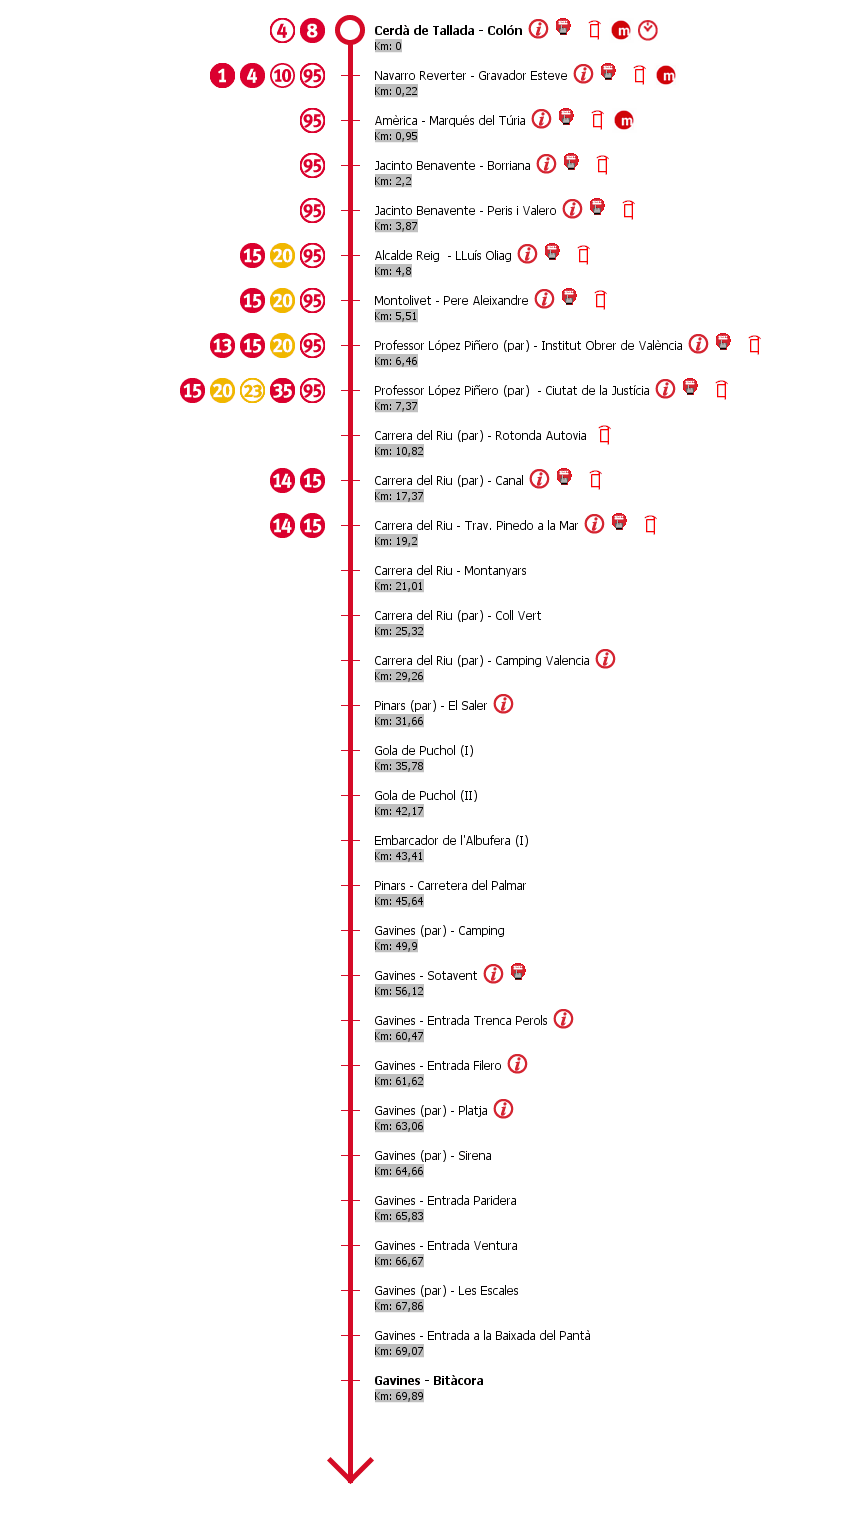 4 8 Cerdà de Tallada - Colón i m
Km: 0
1 4 10 95 Navarro Reverter - Gravador Esteve i m
Km: 0,22
95 Amèrica - Marqués del Túria i m
Km: 0,95
95 Jacinto Benavente - Borriana i
Km: 2,2
95 Jacinto Benavente - Peris i Valero i
Km: 3,87
15 20 95 Alcalde Reig - LLuís Oliag i
Km: 4,8
15 20 95 Montolivet - Pere Aleixandre i
Km: 5,51
13 15 20 95 Professor López Piñero (par) - Institut Obrer de València i
Km: 6,46
15 20 23 35 95 Professor López Piñero (par) - Ciutat de la Justícia i
Km: 7,37
Carrera del Riu (par) - Rotonda Autovia
Km: 10,82
14 15 Carrera del Riu (par) - Canal i
Km: 17,37
14 15 Carrera del Riu - Trav. Pinedo a la Mar i
Km: 19,2
Carrera del Riu - Montanyars
Km: 21,01
Carrera del Riu (par) - Coll Vert
Km: 25,32
Carrera del Riu (par) - Camping Valencia i
Km: 29,26
Pinars (par) - El Saler i
Km: 31,66
Gola de Puchol (I)
Km: 35,78
Gola de Puchol (II)
Km: 42,17
Embarcador de l'Albufera (I)
Km: 43,41
Pinars - Carretera del Palmar
Km: 45,64
Gavines (par) - Camping
Km: 49,9
Gavines - Sotavent i
Km: 56,12
Gavines - Entrada Trenca Perols i
Km: 60,47
Gavines - Entrada Filero i
Km: 61,62
Gavines (par) - Platja i
Km: 63,06
Gavines (par) - Sirena
Km: 64,66
Gavines - Entrada Paridera
Km: 65,83
Gavines - Entrada Ventura
Km: 66,67
Gavines (par) - Les Escales
Km: 67,86
Gavines - Entrada a la Baixada del Pantà
Km: 69,07
Gavines - Bitàcora
Km: 69,89